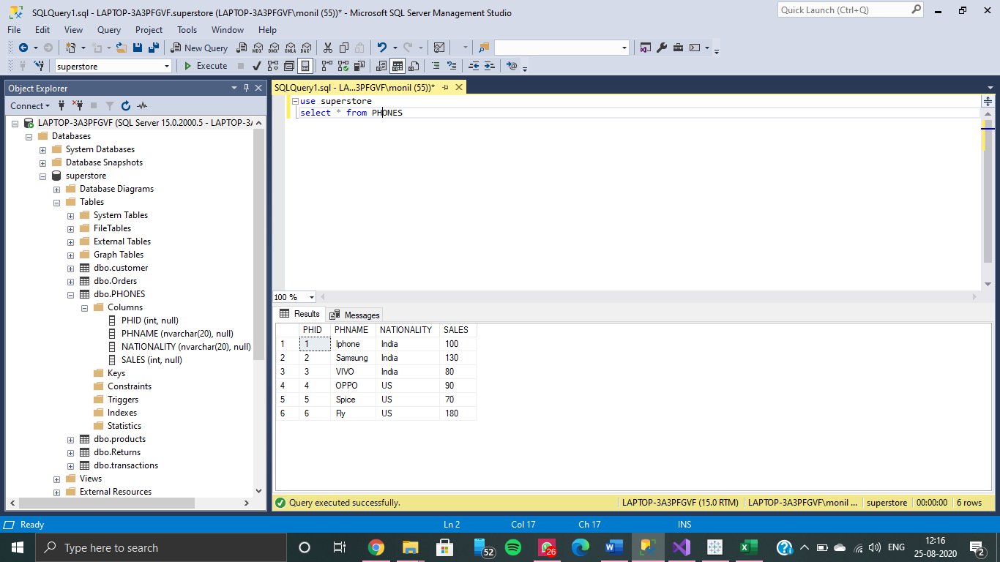 SQLQuery1.sql - LAPTOP-3A3PFGVF.superstore (LAPTOP-3A3PFGVF\monil (55))* - Microsoft SQL Server Management Studio
Quick Launch (Ctrl+Q)
File Edit View Query Project Tools Window Help
New Query MDX DMX XMLA DAX
superstore Execute
Object Explorer
SQLQuery1.sql - LA...3PFGVF\monil (55))*
Connect
use superstore
select * from PHONES
LAPTOP-3A3PFGVF (SQL Server 15.0.2000.5 - LAPTOP-3A
Databases
System Databases
Database Snapshots
superstore
Database Diagrams
Tables
System Tables
FileTables
External Tables
Graph Tables
dbo.customer
dbo.Orders
dbo.PHONES
Columns
PHID (int, null)
PHNAME (nvarchar(20), null)
NATIONALITY (nvarchar(20), null)
SALES (int, null)
Keys
Constraints
Triggers
Indexes
Statistics
dbo.products
dbo.Returns
dbo.transactions
Views
External Resources
100 %
Results Messages
PHID PHNAME NATIONALITY SALES
1 1 Iphone India 100
2 2 Samsung India 130
3 3 VIVO India 80
4 4 OPPO US 90
5 5 Spice US 70
6 6 Fly US 180
Query executed successfully. LAPTOP-3A3PFGVF (15.0 RTM) LAPTOP-3A3PFGVF\monil ... superstore 00:00:00 6 rows
Ready Ln 2 Col 17 Ch 17 INS
Type here to search 52 26 ENG 12:16
25-08-2020 2